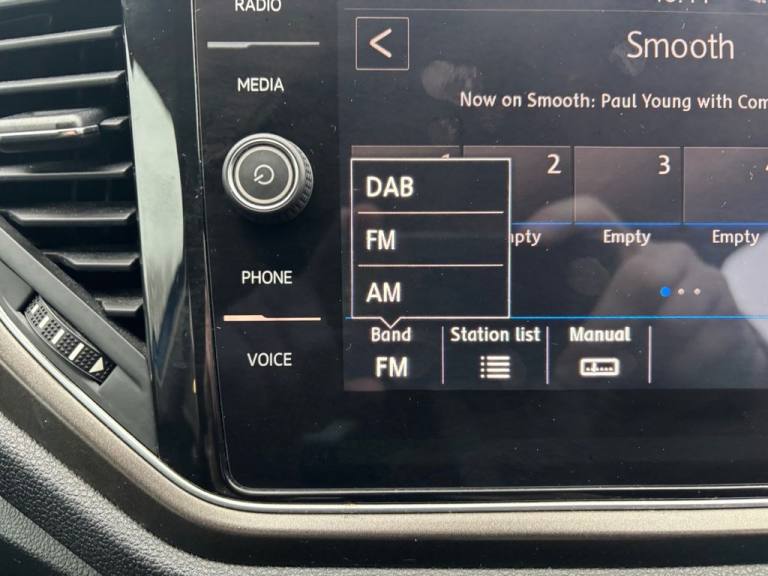 RADIO
MEDIA
PHONE
VOICE
Smooth
Now on Smooth: Paul Young with
2
3
DAB
FM
AM
Empty
Empty
Band
FM
Station list
Manual